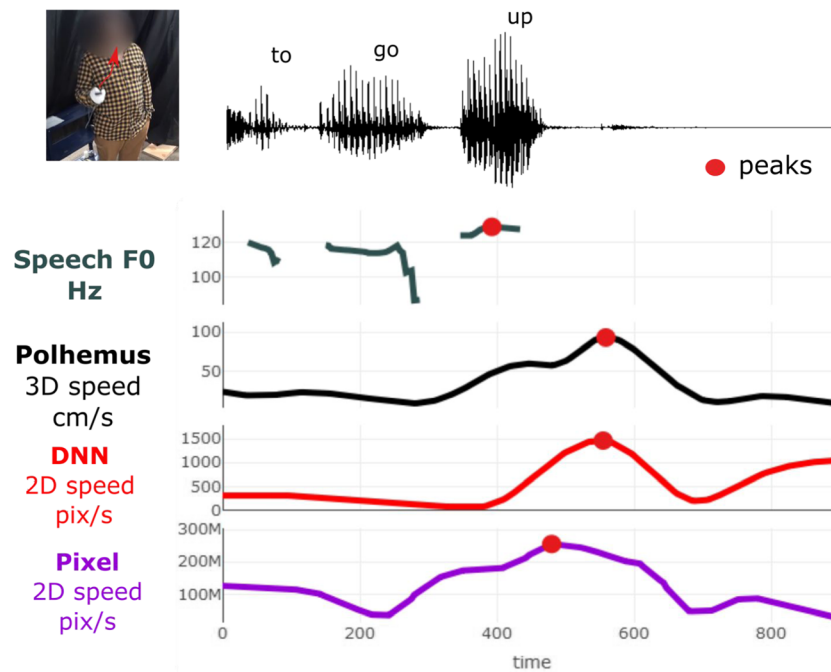 to
go
up
peaks
Speech F0
Hz
120
100
Polhemus
3D speed
cm/s
100
50
DNN
2D speed
pix/s
1500
1000
500
0
Pixel
2D speed
pix/s
300M
200M
100M
0
200
400
600
800
time